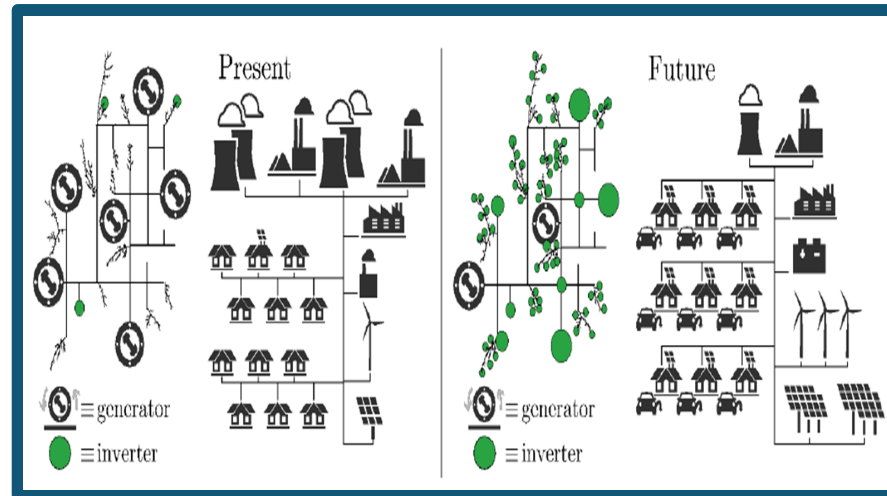 Present
≡ generator
≡ inverter
Future
≡ generator
≡ inverter